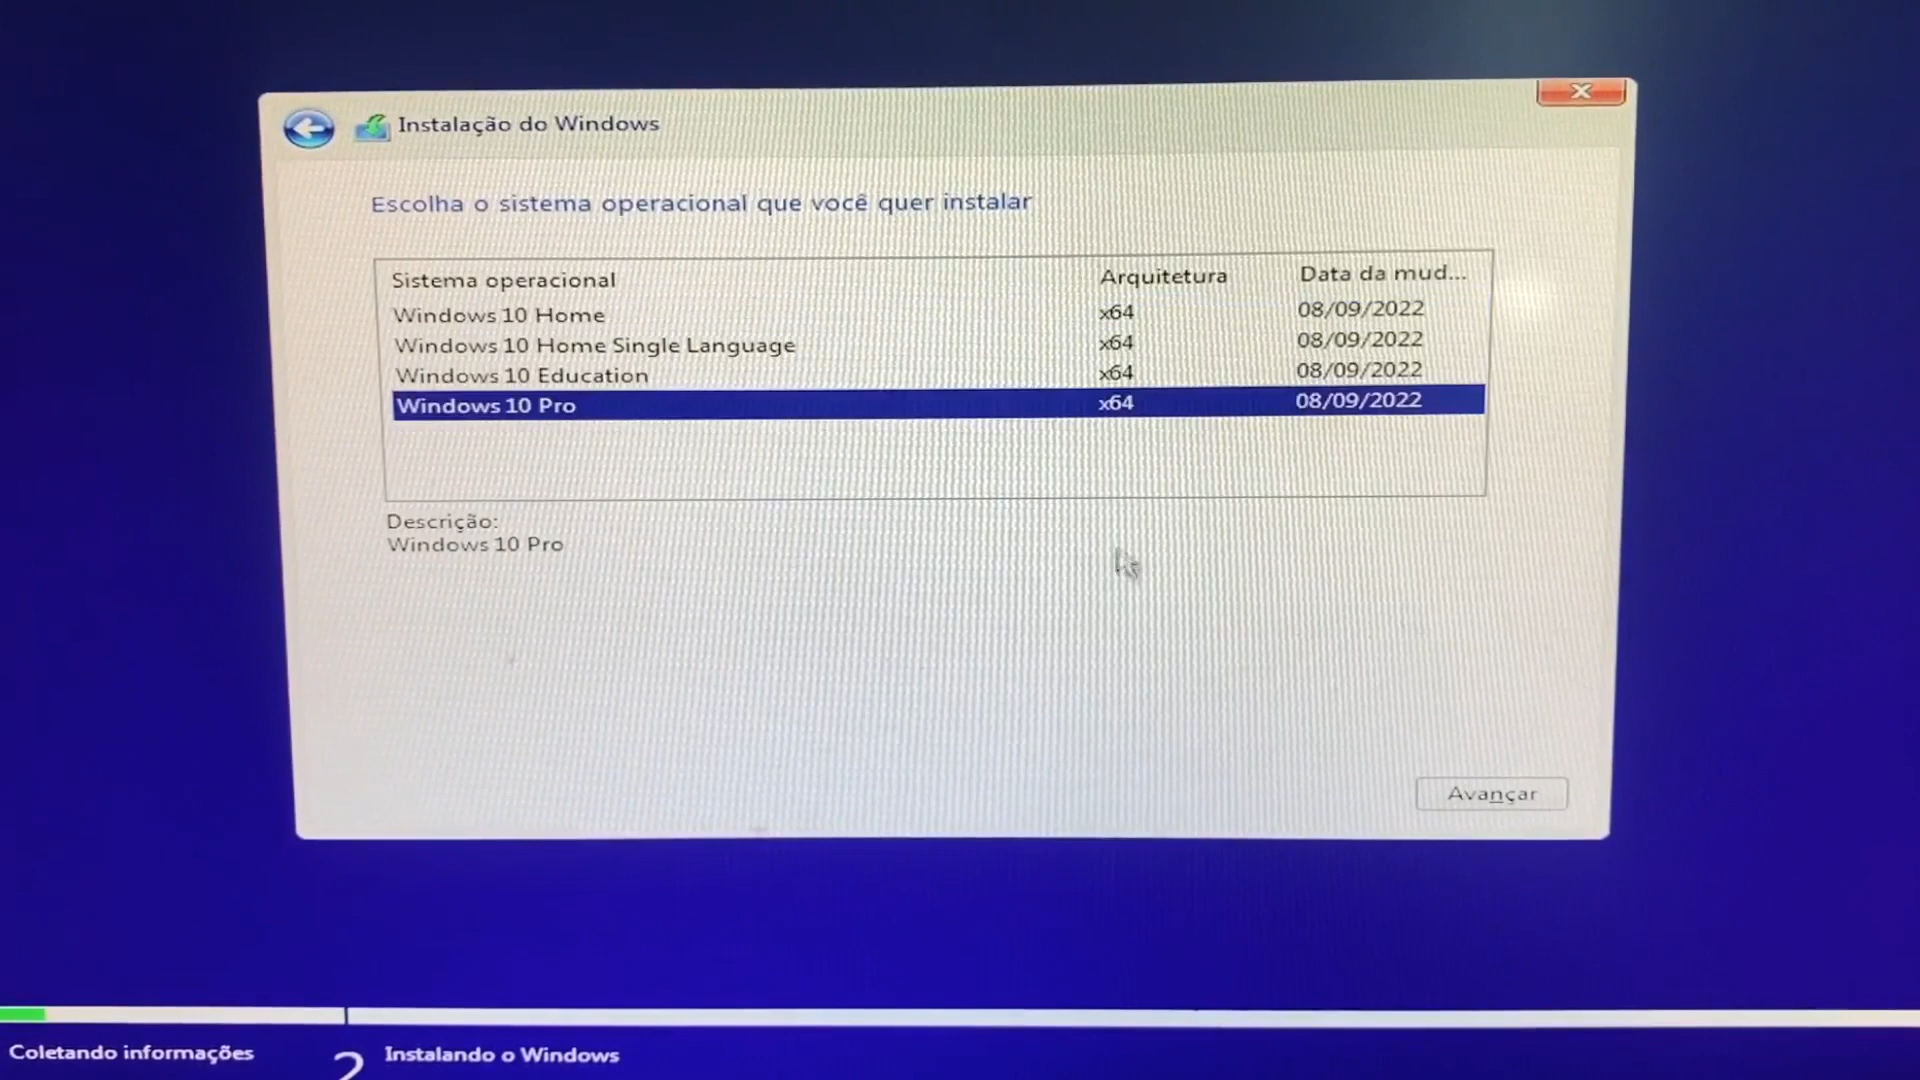 Instalação do Windows
Escolha o sistema operacional que você quer instalar
Sistema operacional Arquitetura Data da mud...
Windows 10 Home x64 08/09/2022
Windows 10 Home Single Language x64 08/09/2022
Windows 10 Education x64 08/09/2022
Windows 10 Pro x64 08/09/2022
Descrição:
Windows 10 Pro
Avançar
Coletando informações 2 Instalando o Windows